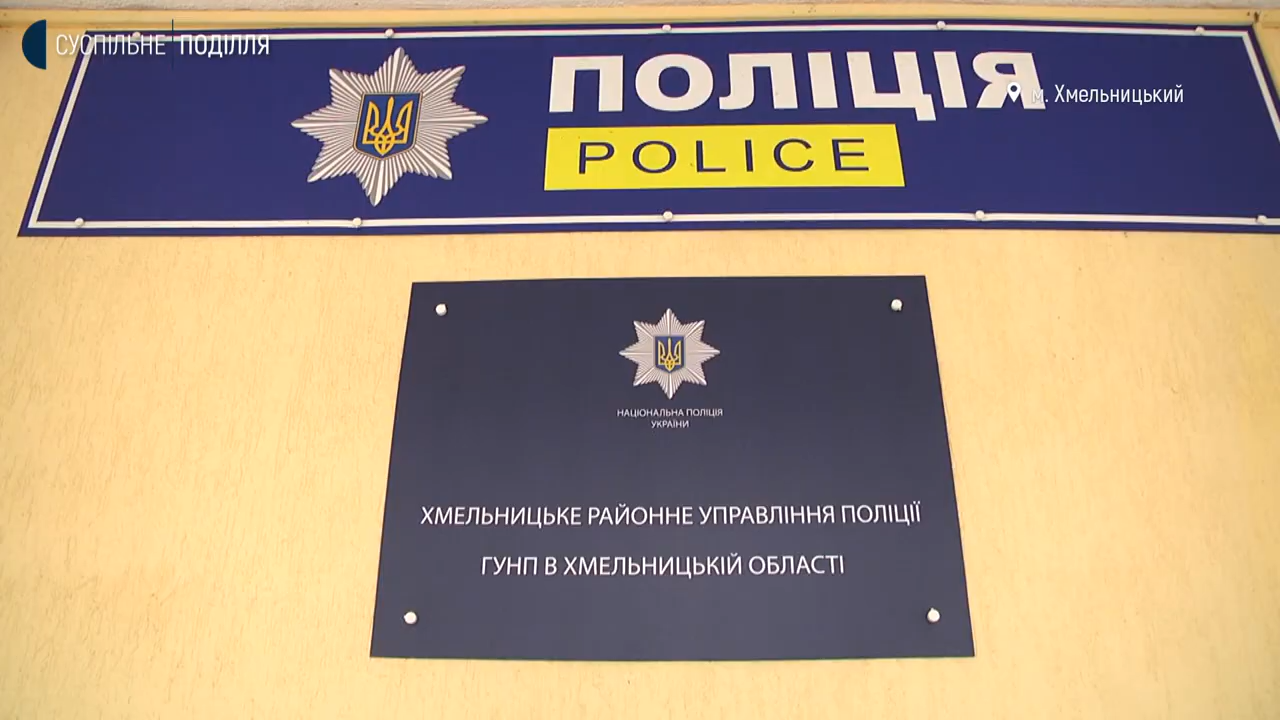 СУСПІЛЬНЕ ПОДІЛЛЯ
ПОЛІЦІЯ
м. Хмельницький
POLICE
НАЦІОНАЛЬНА ПОЛІЦІЯ
УКРАЇНИ
ХМЕЛЬНИЦЬКЕ РАЙОННЕ УПРАВЛІННЯ ПОЛІЦІЇ
ГУНП В ХМЕЛЬНИЦЬКІЙ ОБЛАСТІ